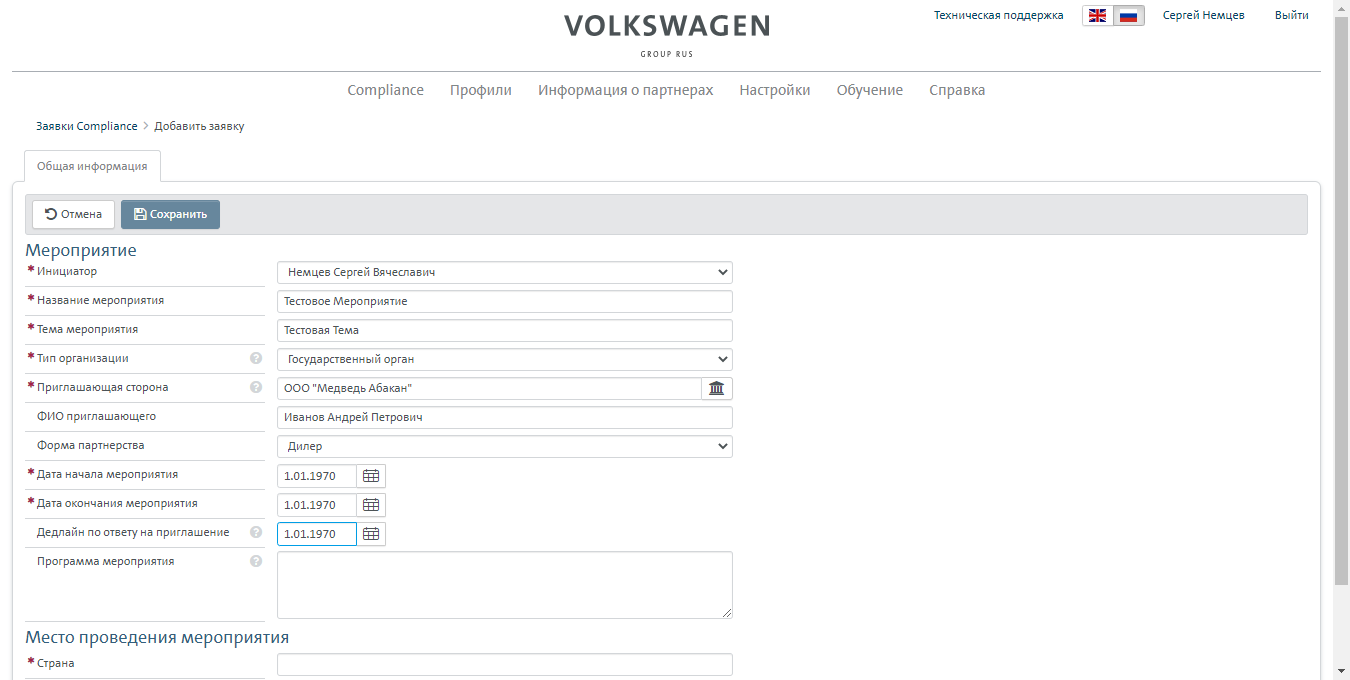 VOLKSWAGEN
GROUP RUS
Техническая поддержка
Сергей Немцев
Выйти
Compliance Профили Информация о партнерах Настройки Обучение Справка
Заявки Compliance > Добавить заявку
Общая информация
Отмена Сохранить
Мероприятие
* Инициатор Немцев Сергей Вячеславич
* Название мероприятия Тестовое Мероприятие
* Тема мероприятия Тестовая Тема
* Тип организации ? Государственный орган
* Приглашающая сторона ? ООО "Медведь Абакан"
ФИО приглашающего Иванов Андрей Петрович
Форма партнерства Дилер
* Дата начала мероприятия 1.01.1970
* Дата окончания мероприятия 1.01.1970
Дедлайн по ответу на приглашение ? 1.01.1970
Программа мероприятия ?
Место проведения мероприятия
* Страна